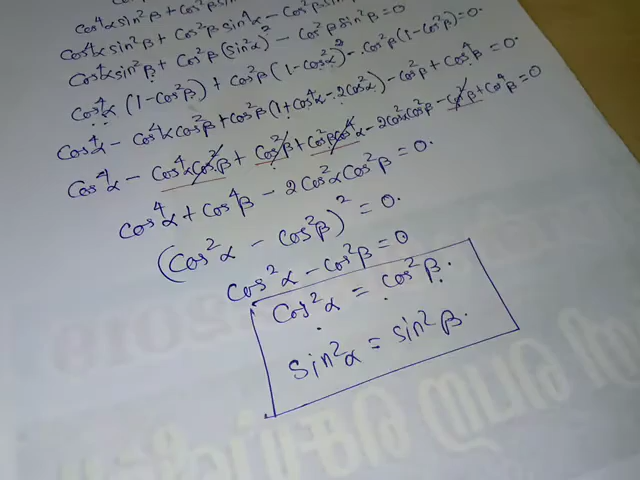 cos⁴α sin²β + cos²β sin⁴α − cos²β sin²β = 0
cos⁴α sin²β + cos²β (sin²α)² − cos²β sin²β = 0
cos⁴α (1−cos²β) + cos²β (1−cos²α)² − cos²β (1−cos²β) = 0.
cos⁴α − cos⁴α cos²β + cos²β (1 + cos⁴α − 2cos²α) − cos²β + cos⁴β = 0.
cos⁴α − cos⁴α cos²β + cos²β + cos²β cos⁴α − 2cos²α cos²β − cos²β + cos⁴β = 0
cos⁴α + cos⁴β − 2cos²α cos²β = 0.
(cos²α − cos²β)² = 0.
cos²α − cos²β = 0
cos²α = cos²β.
sin²α = sin²β.